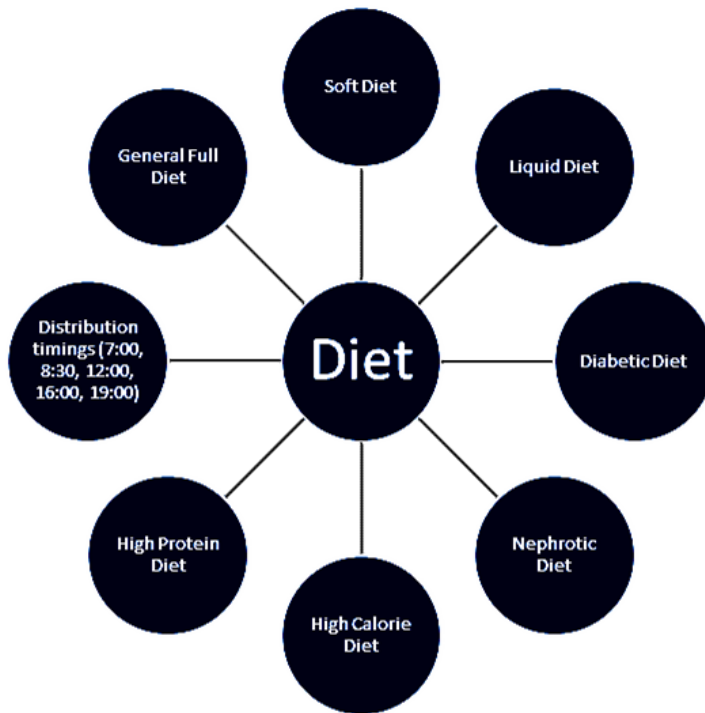 Soft Diet
General Full
Diet
Liquid Diet
Distribution
timings (7:00,
8:30, 12:00,
16:00, 19:00)
Diet
Diabetic Diet
High Protein
Diet
Nephrotic
Diet
High Calorie
Diet